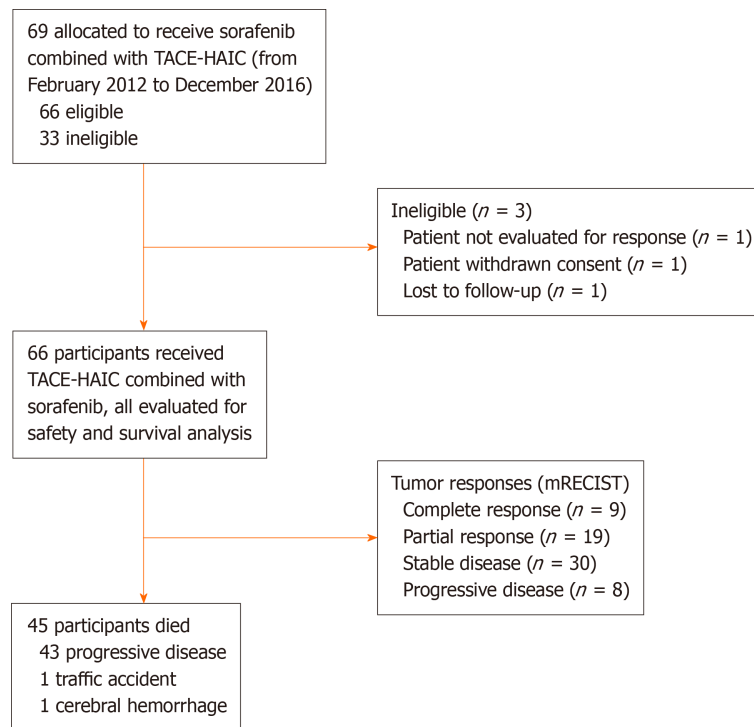 69 allocated to receive sorafenib
combined with TACE-HAIC (from
February 2012 to December 2016)
66 eligible
33 ineligible
Ineligible (n = 3)
Patient not evaluated for response (n = 1)
Patient withdrawn consent (n = 1)
Lost to follow-up (n = 1)
66 participants received
TACE-HAIC combined with
sorafenib, all evaluated for
safety and survival analysis
Tumor responses (mRECIST)
Complete response (n = 9)
Partial response (n = 19)
Stable disease (n = 30)
Progressive disease (n = 8)
45 participants died
43 progressive disease
1 traffic accident
1 cerebral hemorrhage